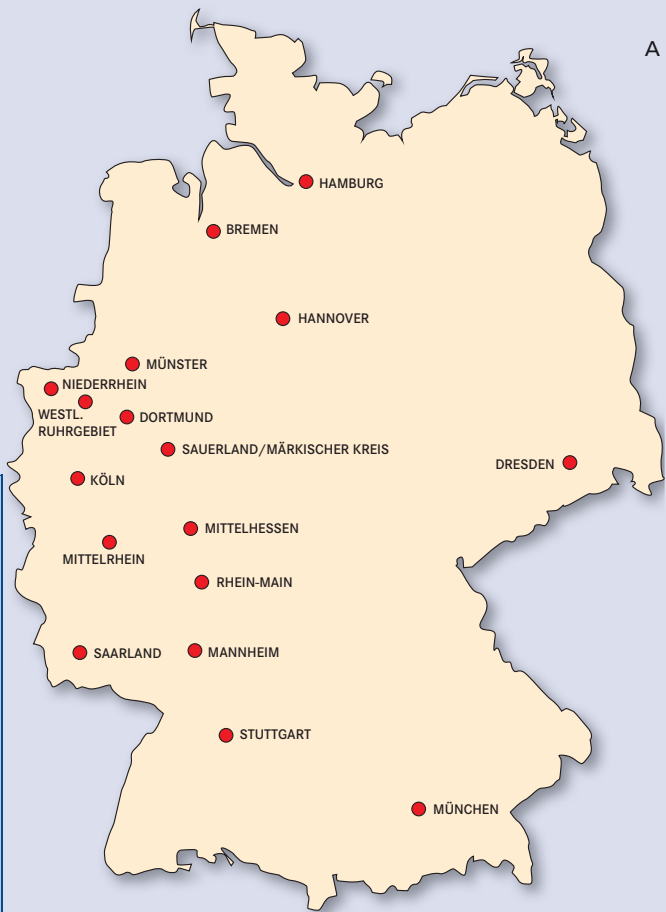 A
HAMBURG
BREMEN
HANNOVER
MÜNSTER
NIEDERRHEIN
WESTL.
RUHRGEBIET
DORTMUND
SAUERLAND/MÄRKISCHER KREIS
DRESDEN
KÖLN
MITTELHESSEN
MITTELRHEIN
RHEIN-MAIN
SAARLAND
MANNHEIM
STUTTGART
MÜNCHEN